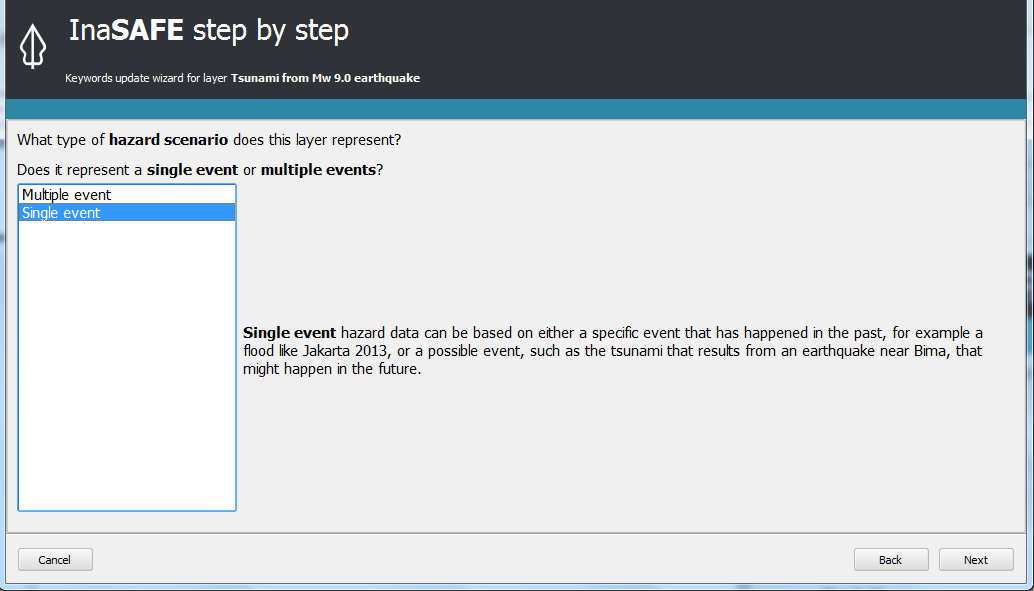 InaSAFE step by step
Keywords update wizard for layer Tsunami from Mw 9.0 earthquake
What type of hazard scenario does this layer represent?
Does it represent a single event or multiple events?
Multiple event
Single event
Single event hazard data can be based on either a specific event that has happened in the past, for example a
flood like Jakarta 2013, or a possible event, such as the tsunami that results from an earthquake near Bima, that
might happen in the future.
Cancel
Back
Next